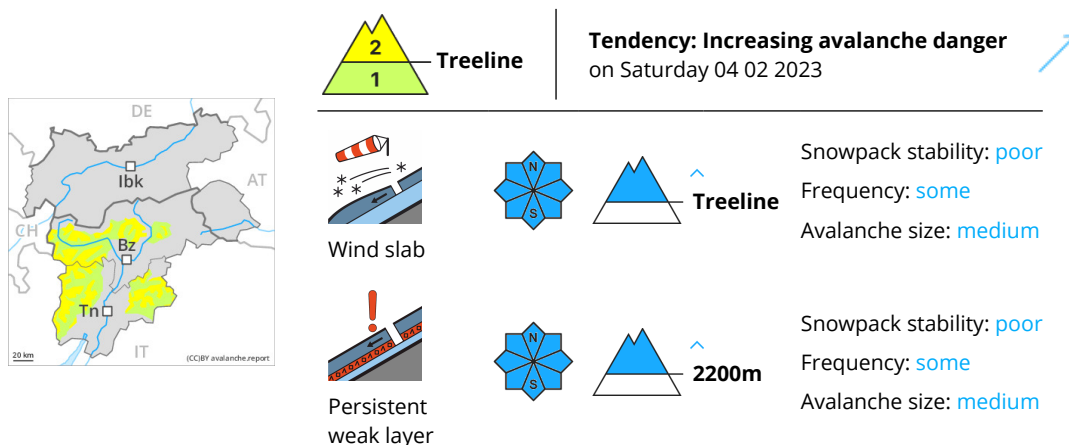 2
1
Treeline
Tendency: Increasing avalanche danger
on Saturday 04 02 2023
DE
Ibk
AT
CH
Bz
Tn
IT
20 km
(CC)BY avalanche.report
N
S
Treeline
Wind slab
Snowpack stability: poor
Frequency: some
Avalanche size: medium
N
S
2200m
Persistent
weak layer
Snowpack stability: poor
Frequency: some
Avalanche size: medium